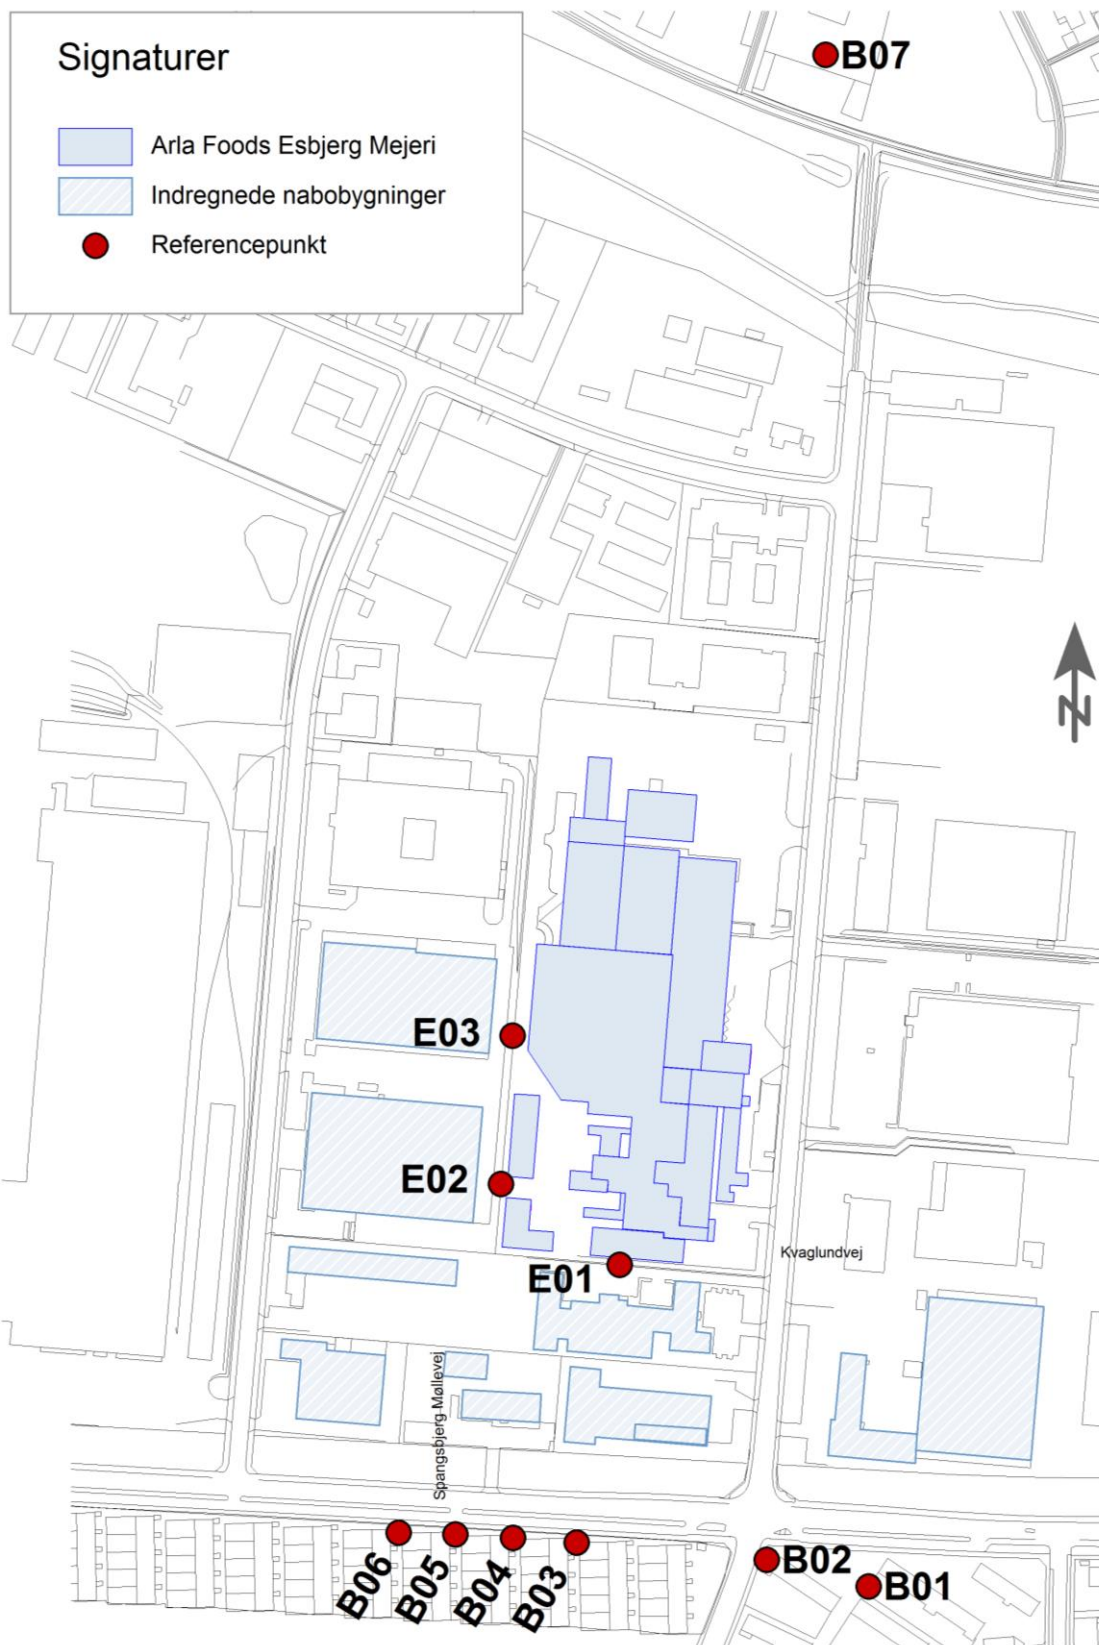 Signaturer
Arla Foods Esbjerg Mejeri
Indregnede nabobygninger
Referencepunkt
B07
N
E03
E02
E01
Kvaglundvej
Spangsbjerg Møllevej
B06
B05
B04
B03
B02
B01